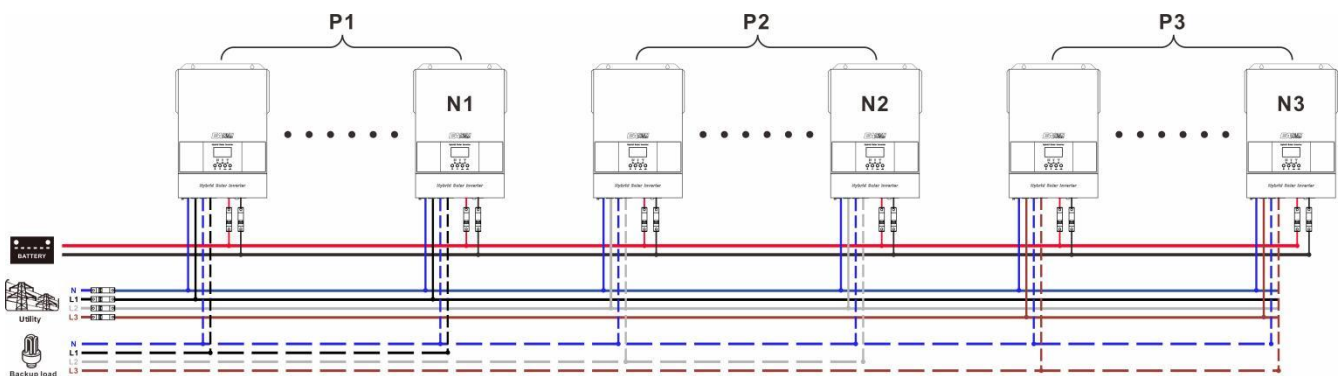 P1 P2 P3
N1 N2 N3
Hybrid Solar Inverter Hybrid Solar Inverter Hybrid Solar Inverter Hybrid Solar Inverter Hybrid Solar Inverter Hybrid Solar Inverter
BATTERY
N
L1
L2
L3
Utility
N
L1
L2
L3
Backup load